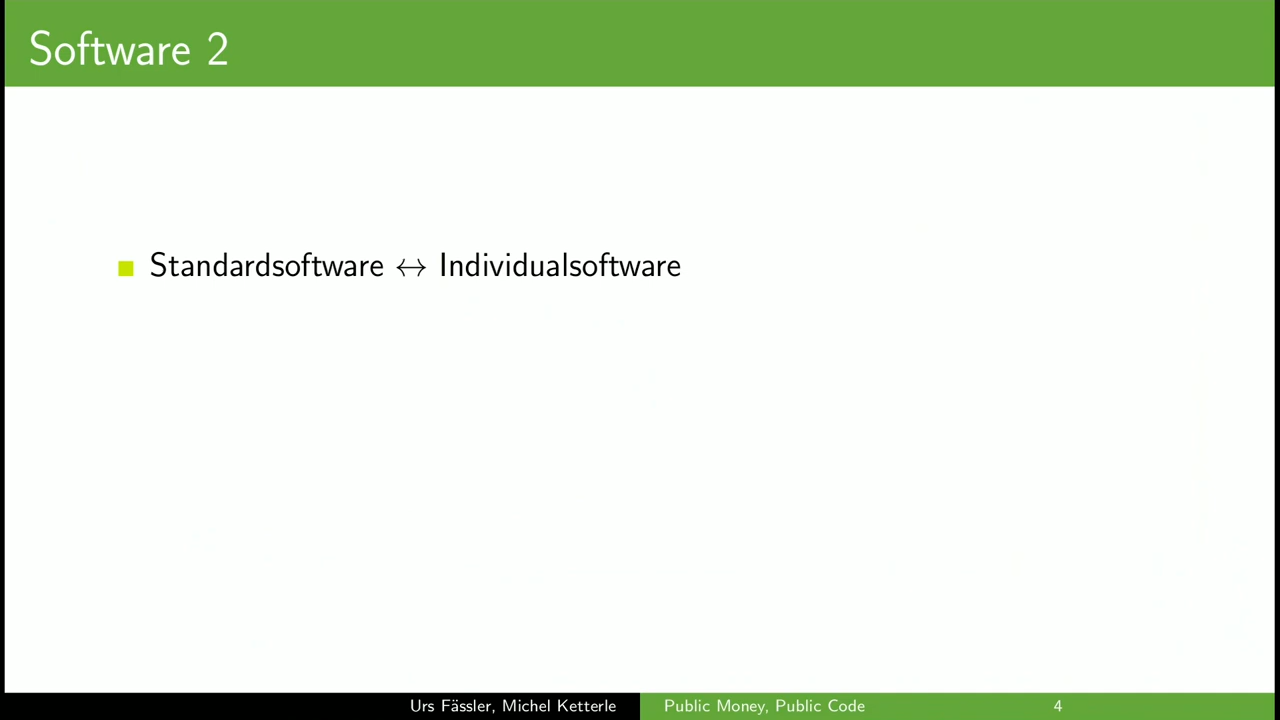 Software 2
Standardsoftware ↔ Individualsoftware
Urs Fässler, Michel Ketterle
Public Money, Public Code
4